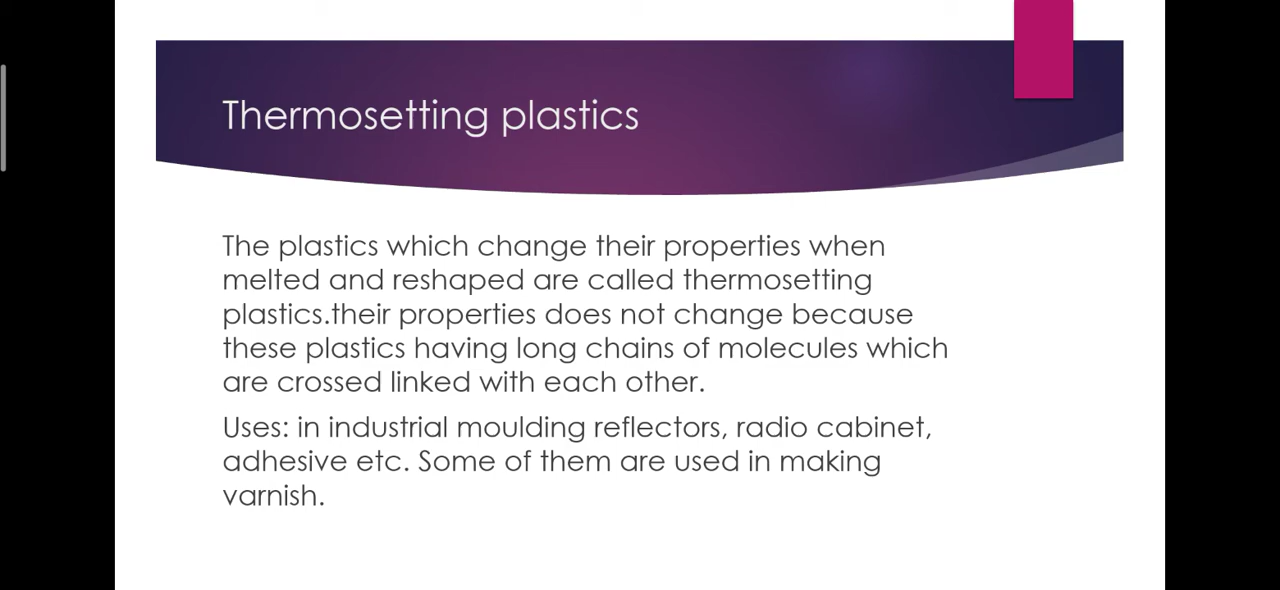 Thermosetting plastics
The plastics which change their properties when
melted and reshaped are called thermosetting
plastics.their properties does not change because
these plastics having long chains of molecules which
are crossed linked with each other.
Uses: in industrial moulding reflectors, radio cabinet,
adhesive etc. Some of them are used in making
varnish.